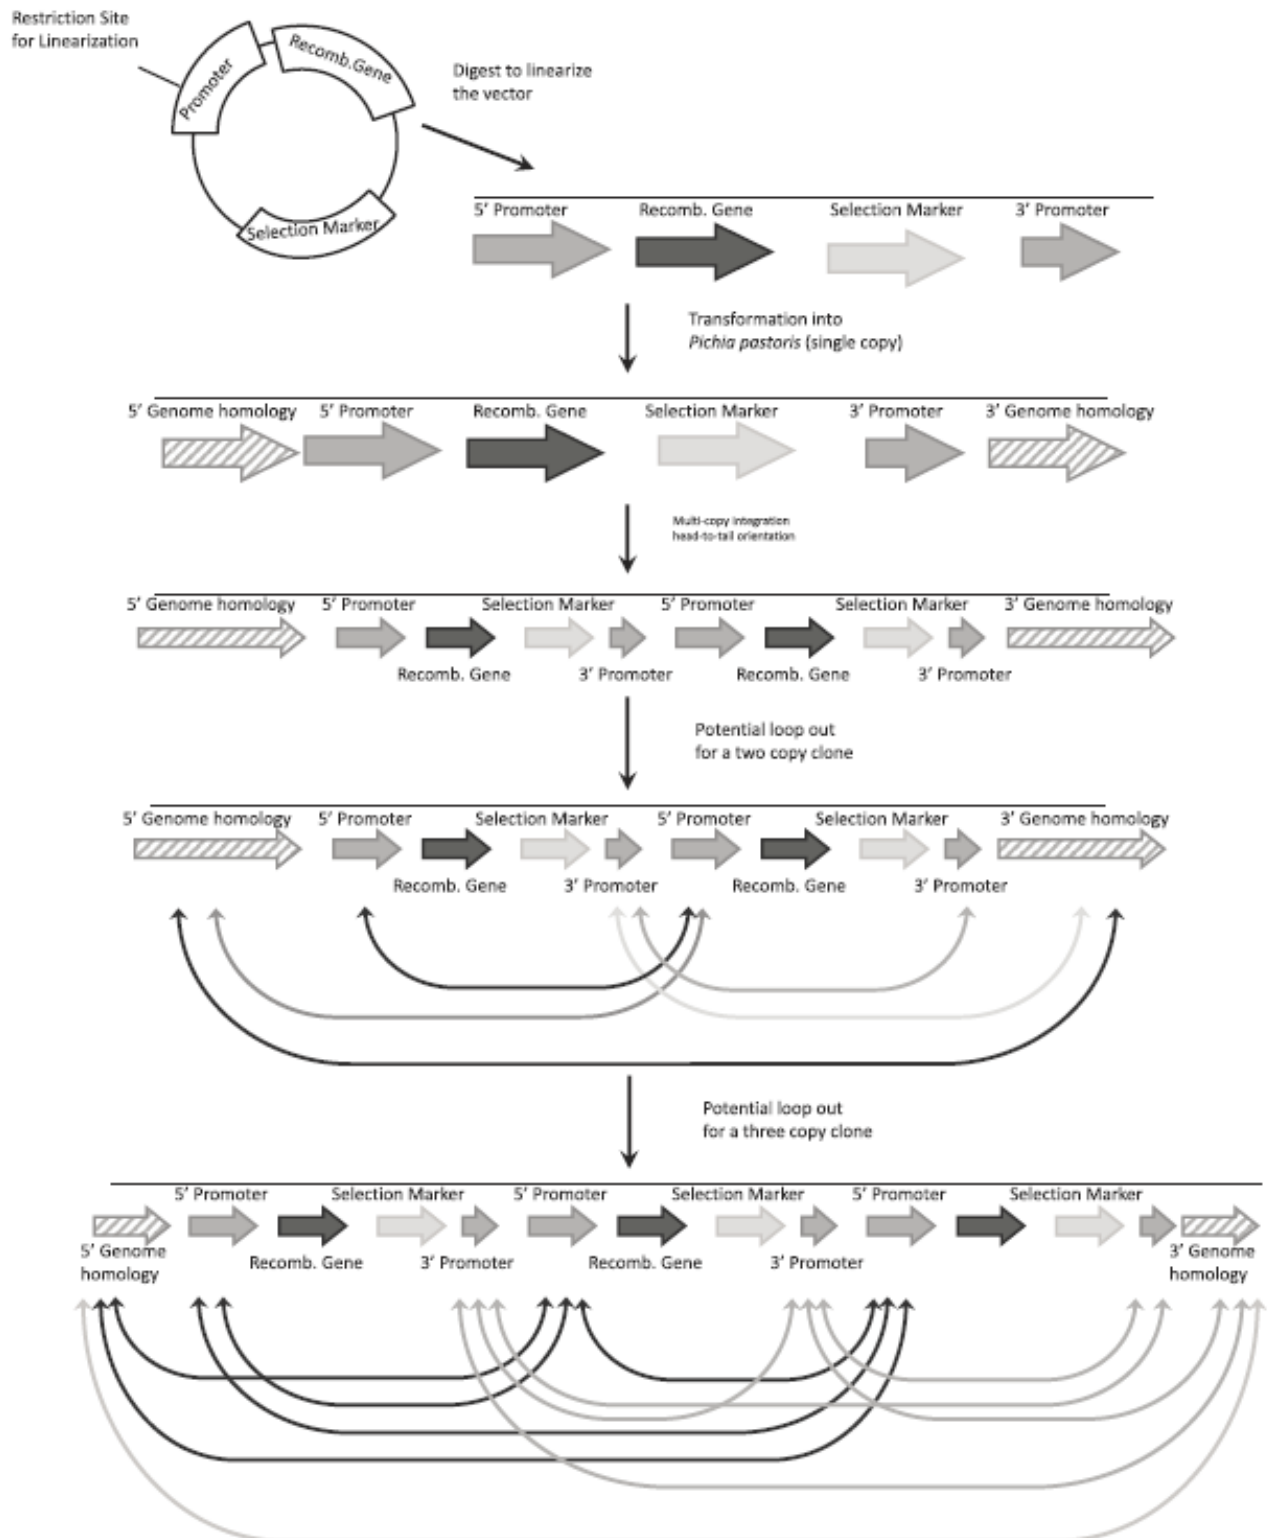 Restriction Site
for Linearization
Promoter
Recomb.Gene
Selection Marker
Digest to linearize
the vector
5' Promoter Recomb. Gene Selection Marker 3' Promoter
Transformation into
Pichia pastoris (single copy)
5' Genome homology 5' Promoter Recomb. Gene Selection Marker 3' Promoter 3' Genome homology
Multi-copy integration
head-to-tail orientation
5' Genome homology 5' Promoter Selection Marker 5' Promoter Selection Marker 3' Genome homology
Recomb. Gene 3' Promoter Recomb. Gene 3' Promoter
Potential loop out
for a two copy clone
5' Genome homology 5' Promoter Selection Marker 5' Promoter Selection Marker 3' Genome homology
Recomb. Gene 3' Promoter Recomb. Gene 3' Promoter
Potential loop out
for a three copy clone
5' Promoter Selection Marker 5' Promoter Selection Marker 5' Promoter Selection Marker
5' Genome
homology
Recomb. Gene 3' Promoter Recomb. Gene 3' Promoter
3' Genome
homology